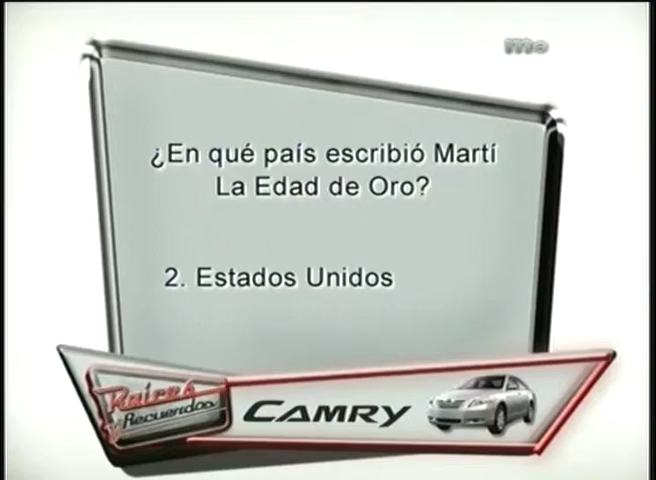 ¿En qué país escribió Martí
La Edad de Oro?
2. Estados Unidos
Raíces
y Recuerdos
CAMRY